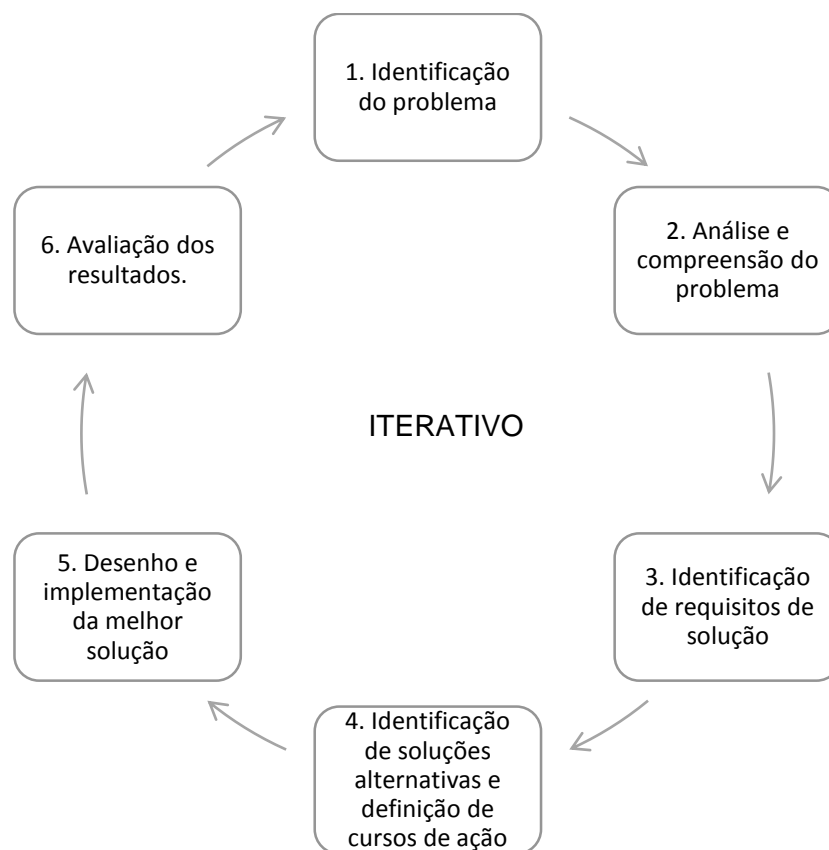 1. Identificação
do problema
2. Análise e
compreensão do
problema
3. Identificação
de requisitos de
solução
4. Identificação
de soluções
alternativas e
definição de
cursos de ação
5. Desenho e
implementação
da melhor
solução
6. Avaliação dos
resultados.
ITERATIVO